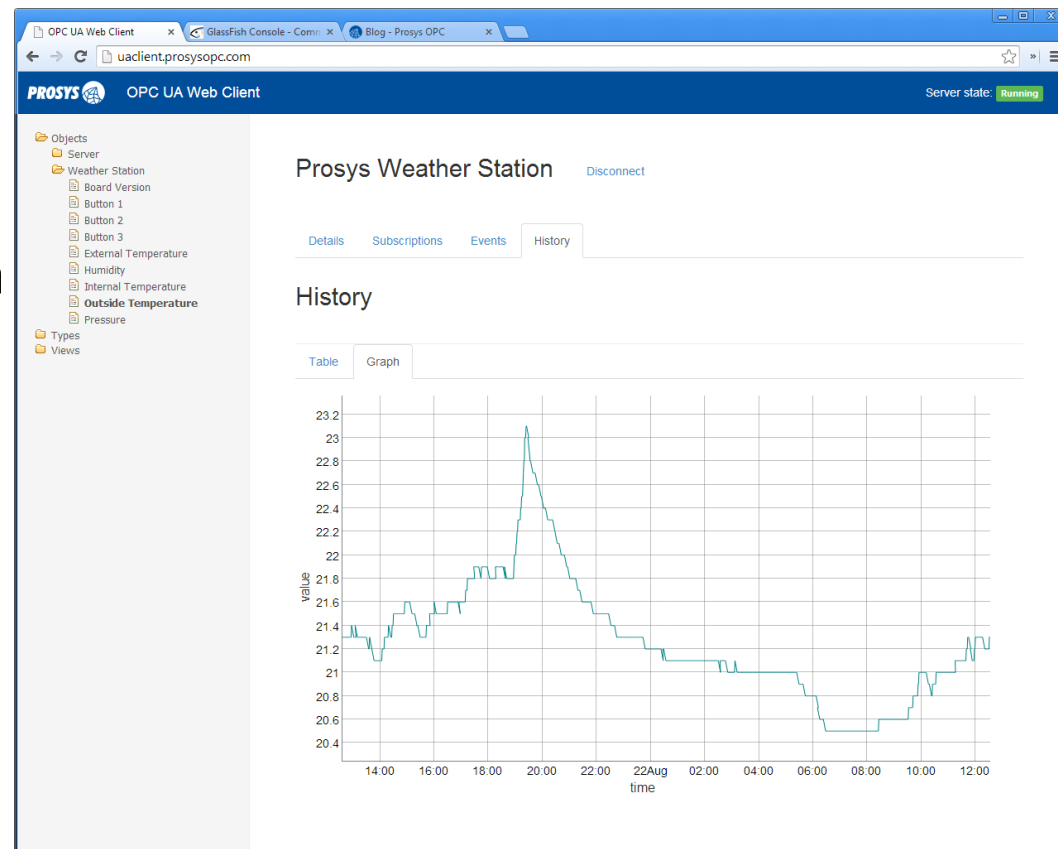 OPC UA Web Client
GlassFish Console - Comm
Blog - Prosys OPC
uaclient.prosysopc.com
PROSYS
OPC UA Web Client
Server state: Running
Objects
Server
Weather Station
Board Version
Button 1
Button 2
Button 3
External Temperature
Humidity
Internal Temperature
Outside Temperature
Pressure
Types
Views
Prosys Weather Station
Disconnect
Details
Subscriptions
Events
History
History
Table
Graph
23.2
23
22.8
22.6
22.4
22.2
22
21.8
21.6
21.4
21.2
21
20.8
20.6
20.4
value
14:00
16:00
18:00
20:00
22:00
22Aug
02:00
04:00
06:00
08:00
10:00
12:00
time